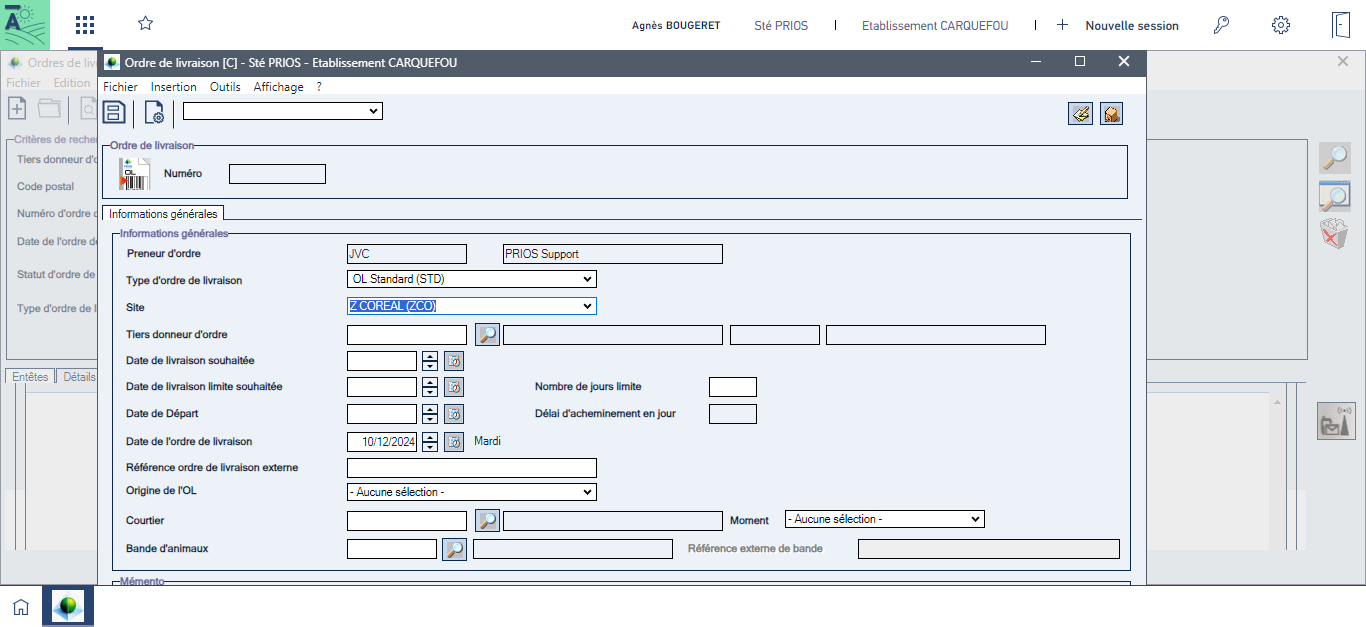 Agnès BOUGERET Sté PRIOS Etablissement CARQUEFOU Nouvelle session
Ordres de liv
Ordre de livraison [C] - Sté PRIOS - Etablissement CARQUEFOU
Fichier Edition
Fichier Insertion Outils Affichage ?
Critères de reche
Tiers donneur d'o
Code postal
Numéro d'ordre d
Date de l'ordre de
Statut d'ordre de
Type d'ordre de l
Entêtes Détails
Ordre de livraison
OL
Numéro
Informations générales
Informations générales
Preneur d'ordre JVC PRIOS Support
Type d'ordre de livraison OL Standard (STD)
Site Z COREAL (ZCO)
Tiers donneur d'ordre
Date de livraison souhaitée
Date de livraison limite souhaitée Nombre de jours limite
Date de Départ Délai d'acheminement en jour
Date de l'ordre de livraison 10/12/2024 Mardi
Référence ordre de livraison externe
Origine de l'OL - Aucune sélection -
Courtier Moment - Aucune sélection -
Bande d'animaux Référence externe de bande
Mémento